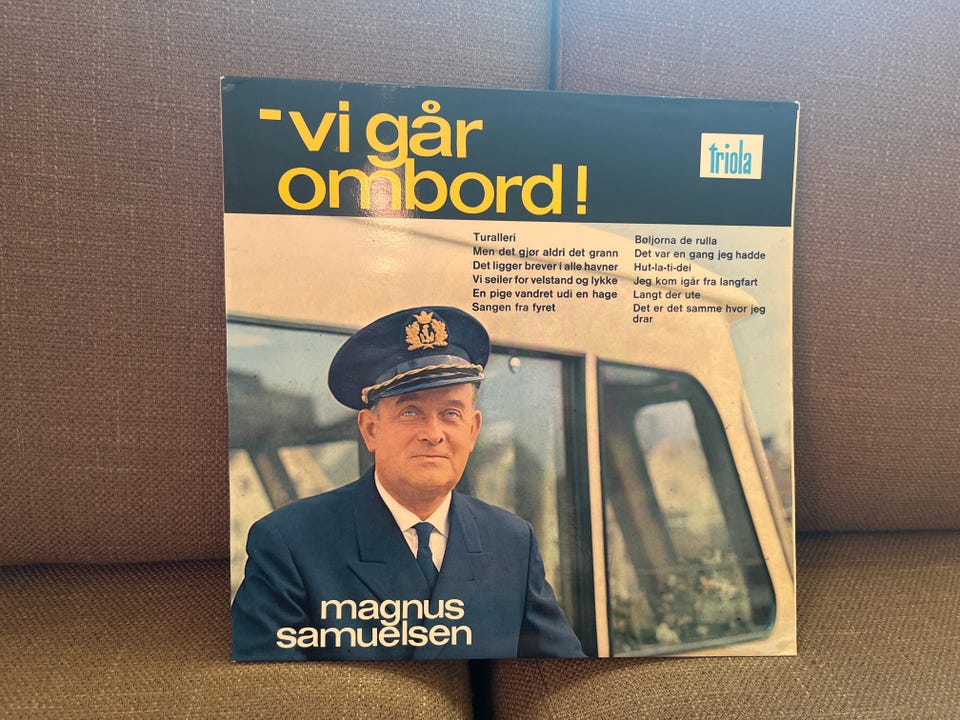 - vi går
ombord!
triola
Turalleri
Men det gjør aldri det grann
Det ligger brever i alle havner
Vi seiler for velstand og lykke
En pige vandret udi en hage
Sangen fra fyret
Bøljorna de rulla
Det var en gang jeg hadde
Hut-la-ti-dei
Jeg kom igår fra langfart
Langt der ute
Det er det samme hvor jeg
drar
magnus
samuelsen